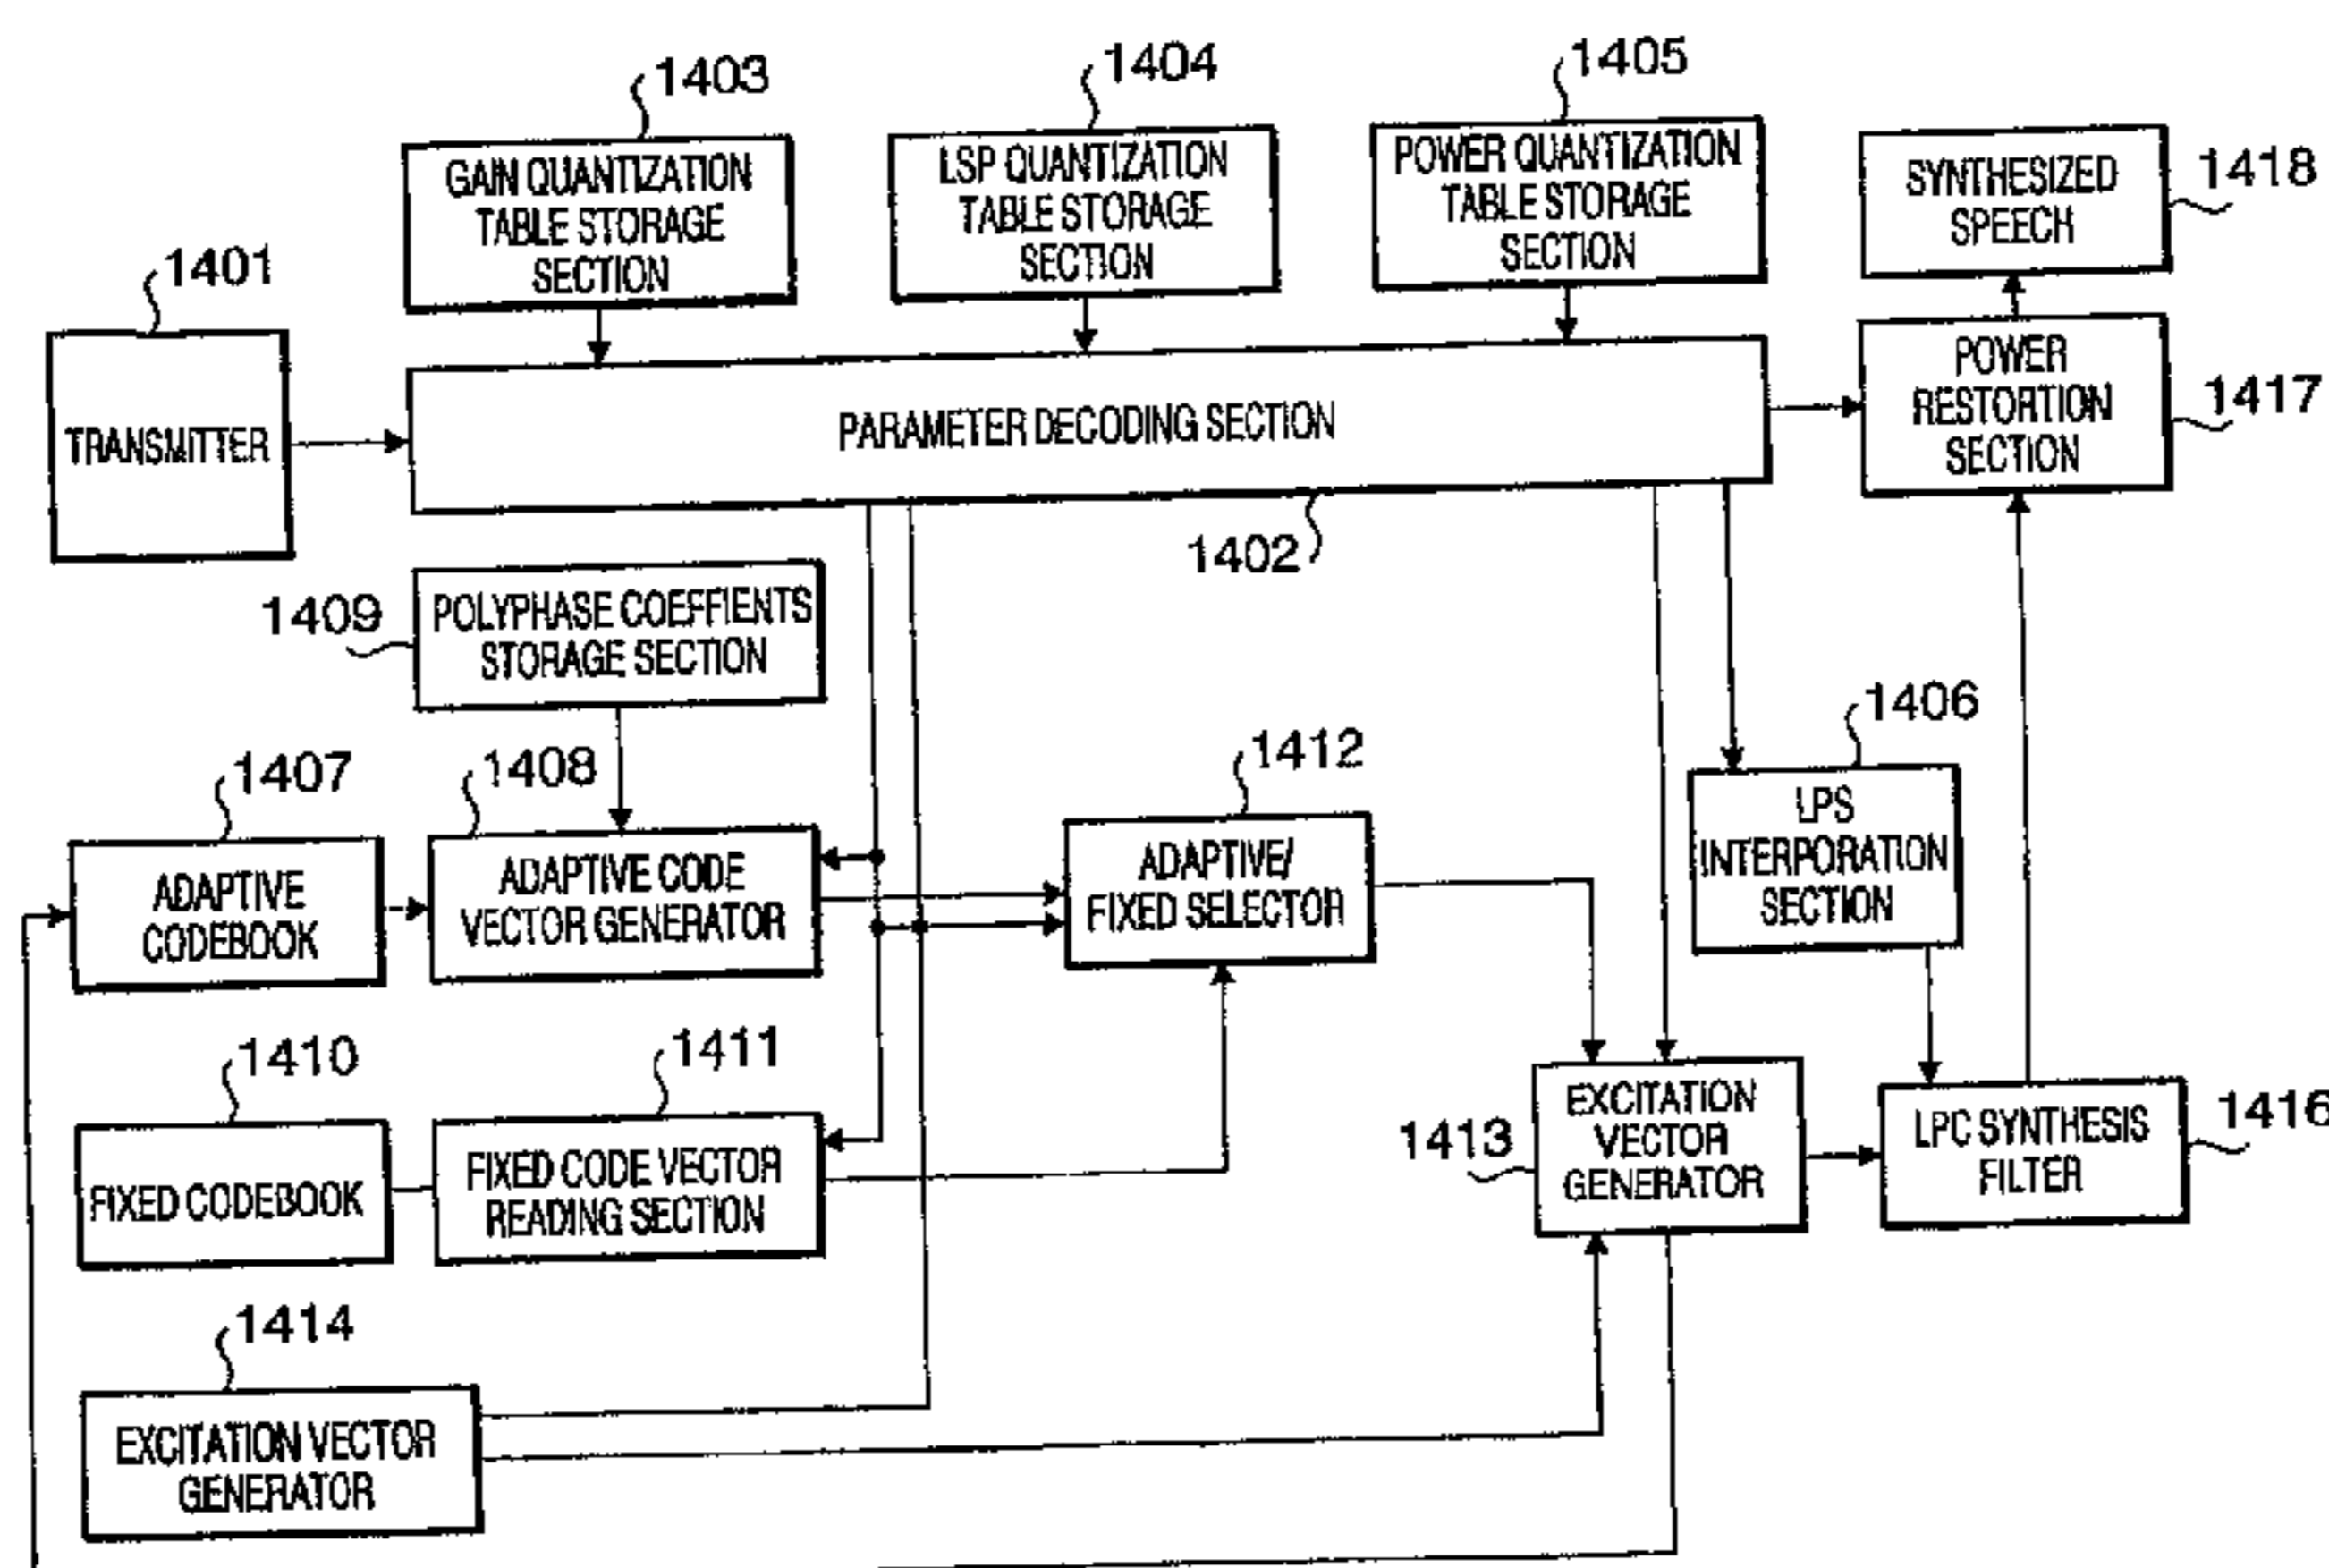 1403
1404
1405
GAIN QUANTIZATION
TABLE STORAGE
SECTION
LSP QUANTIZATION
TABLE STORAGE
SECTION
POWER QUANTIZATION
TABLE STORAGE
SECTION
SYNTHESIZED
SPEECH
1418
1401
TRANSMITTER
PARAMETER DECODING SECTION
1402
POWER
RESTORTION
SECTION
1417
1409
POLYPHASE COEFFIENTS
STORAGE SECTION
1406
LPS
INTERPORATION
SECTION
1407
ADAPTIVE
CODEBOOK
1408
ADAPTIVE CODE
VECTOR GENERATOR
1412
ADAPTIVE/
FIXED SELECTOR
1410
FIXED CODEBOOK
1411
FIXED CODE VECTOR
READING SECTION
1413
EXCITATION
VECTOR
GENERATOR
LPC SYNTHESIS
FILTER
1416
1414
EXCITATION VECTOR
GENERATOR